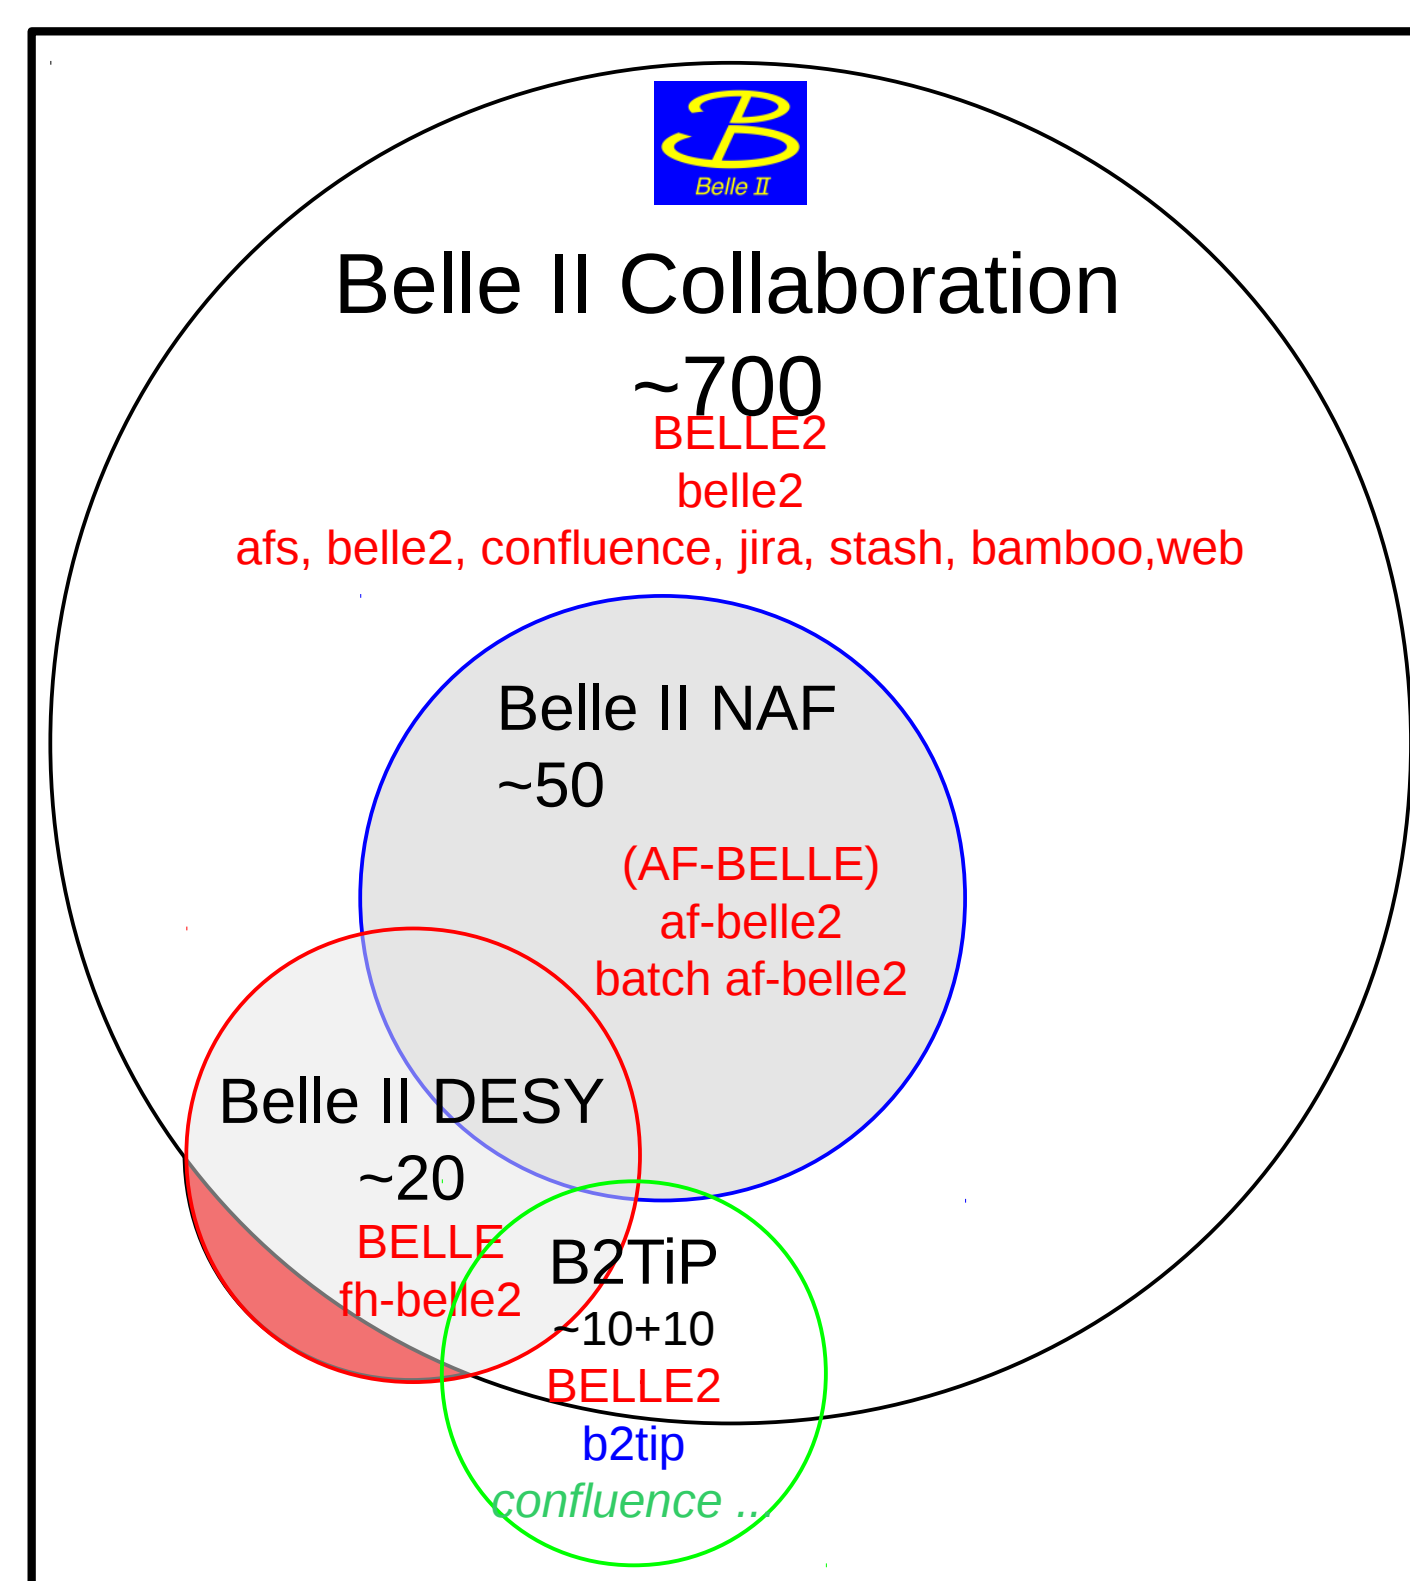 Belle II
Belle II Collaboration
~700
BELLE2
belle2
afs, belle2, confluence, jira, stash, bamboo,web
Belle II NAF
~50
(AF-BELLE)
af-belle2
batch af-belle2
Belle II DESY
~20
BELLE
fh-belle2
B2TiP
~10+10
BELLE2
b2tip
confluence ...